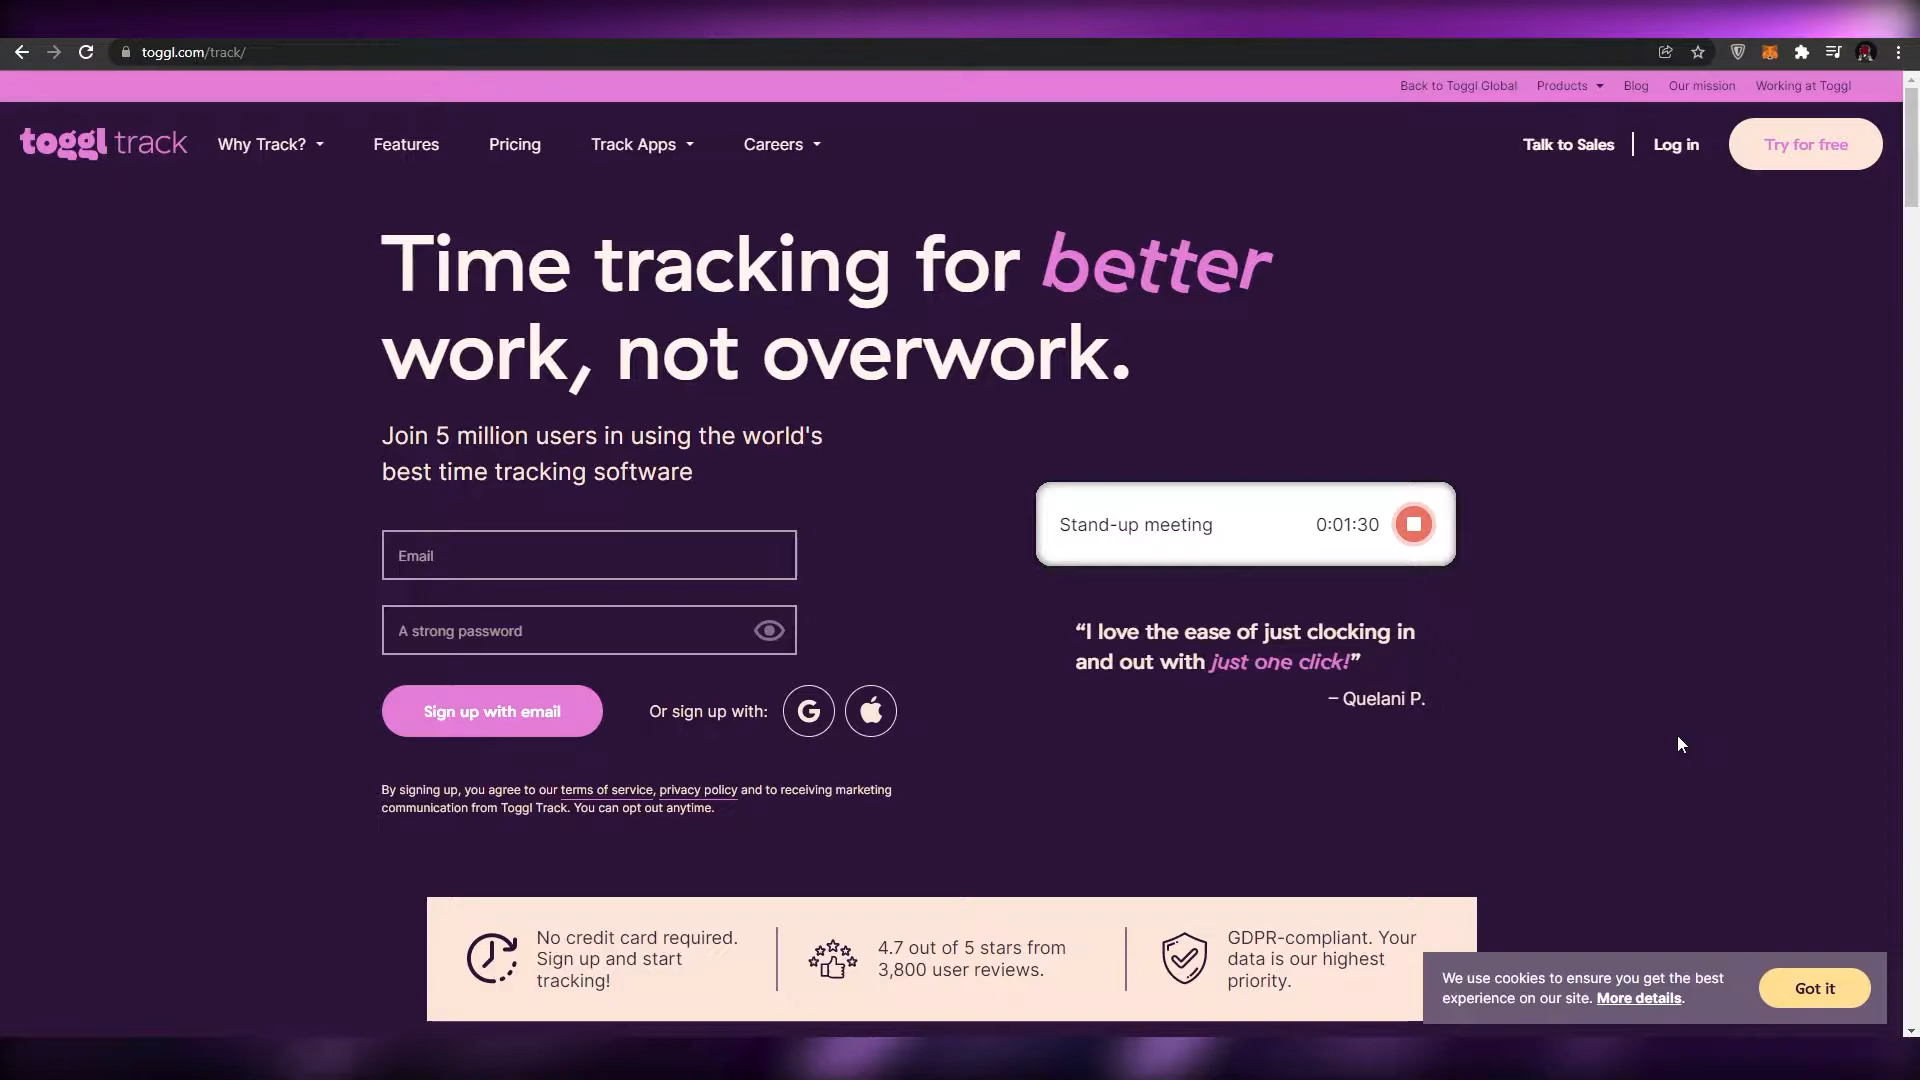 toggl.com/track/
Back to Toggl Global Products Blog Our mission Working at Toggl
toggl track Why Track? Features Pricing Track Apps Careers Talk to Sales Log in Try for free
Time tracking for better
work, not overwork.
Join 5 million users in using the world's
best time tracking software
Email
A strong password
Sign up with email Or sign up with:
By signing up, you agree to our terms of service, privacy policy and to receiving marketing
communication from Toggl Track. You can opt out anytime.
Stand-up meeting 0:01:30
“I love the ease of just clocking in
and out with just one click!”
– Quelani P.
No credit card required.
Sign up and start
tracking!
4.7 out of 5 stars from
3,800 user reviews.
GDPR-compliant. Your
data is our highest
priority.
We use cookies to ensure you get the best
experience on our site. More details.
Got it